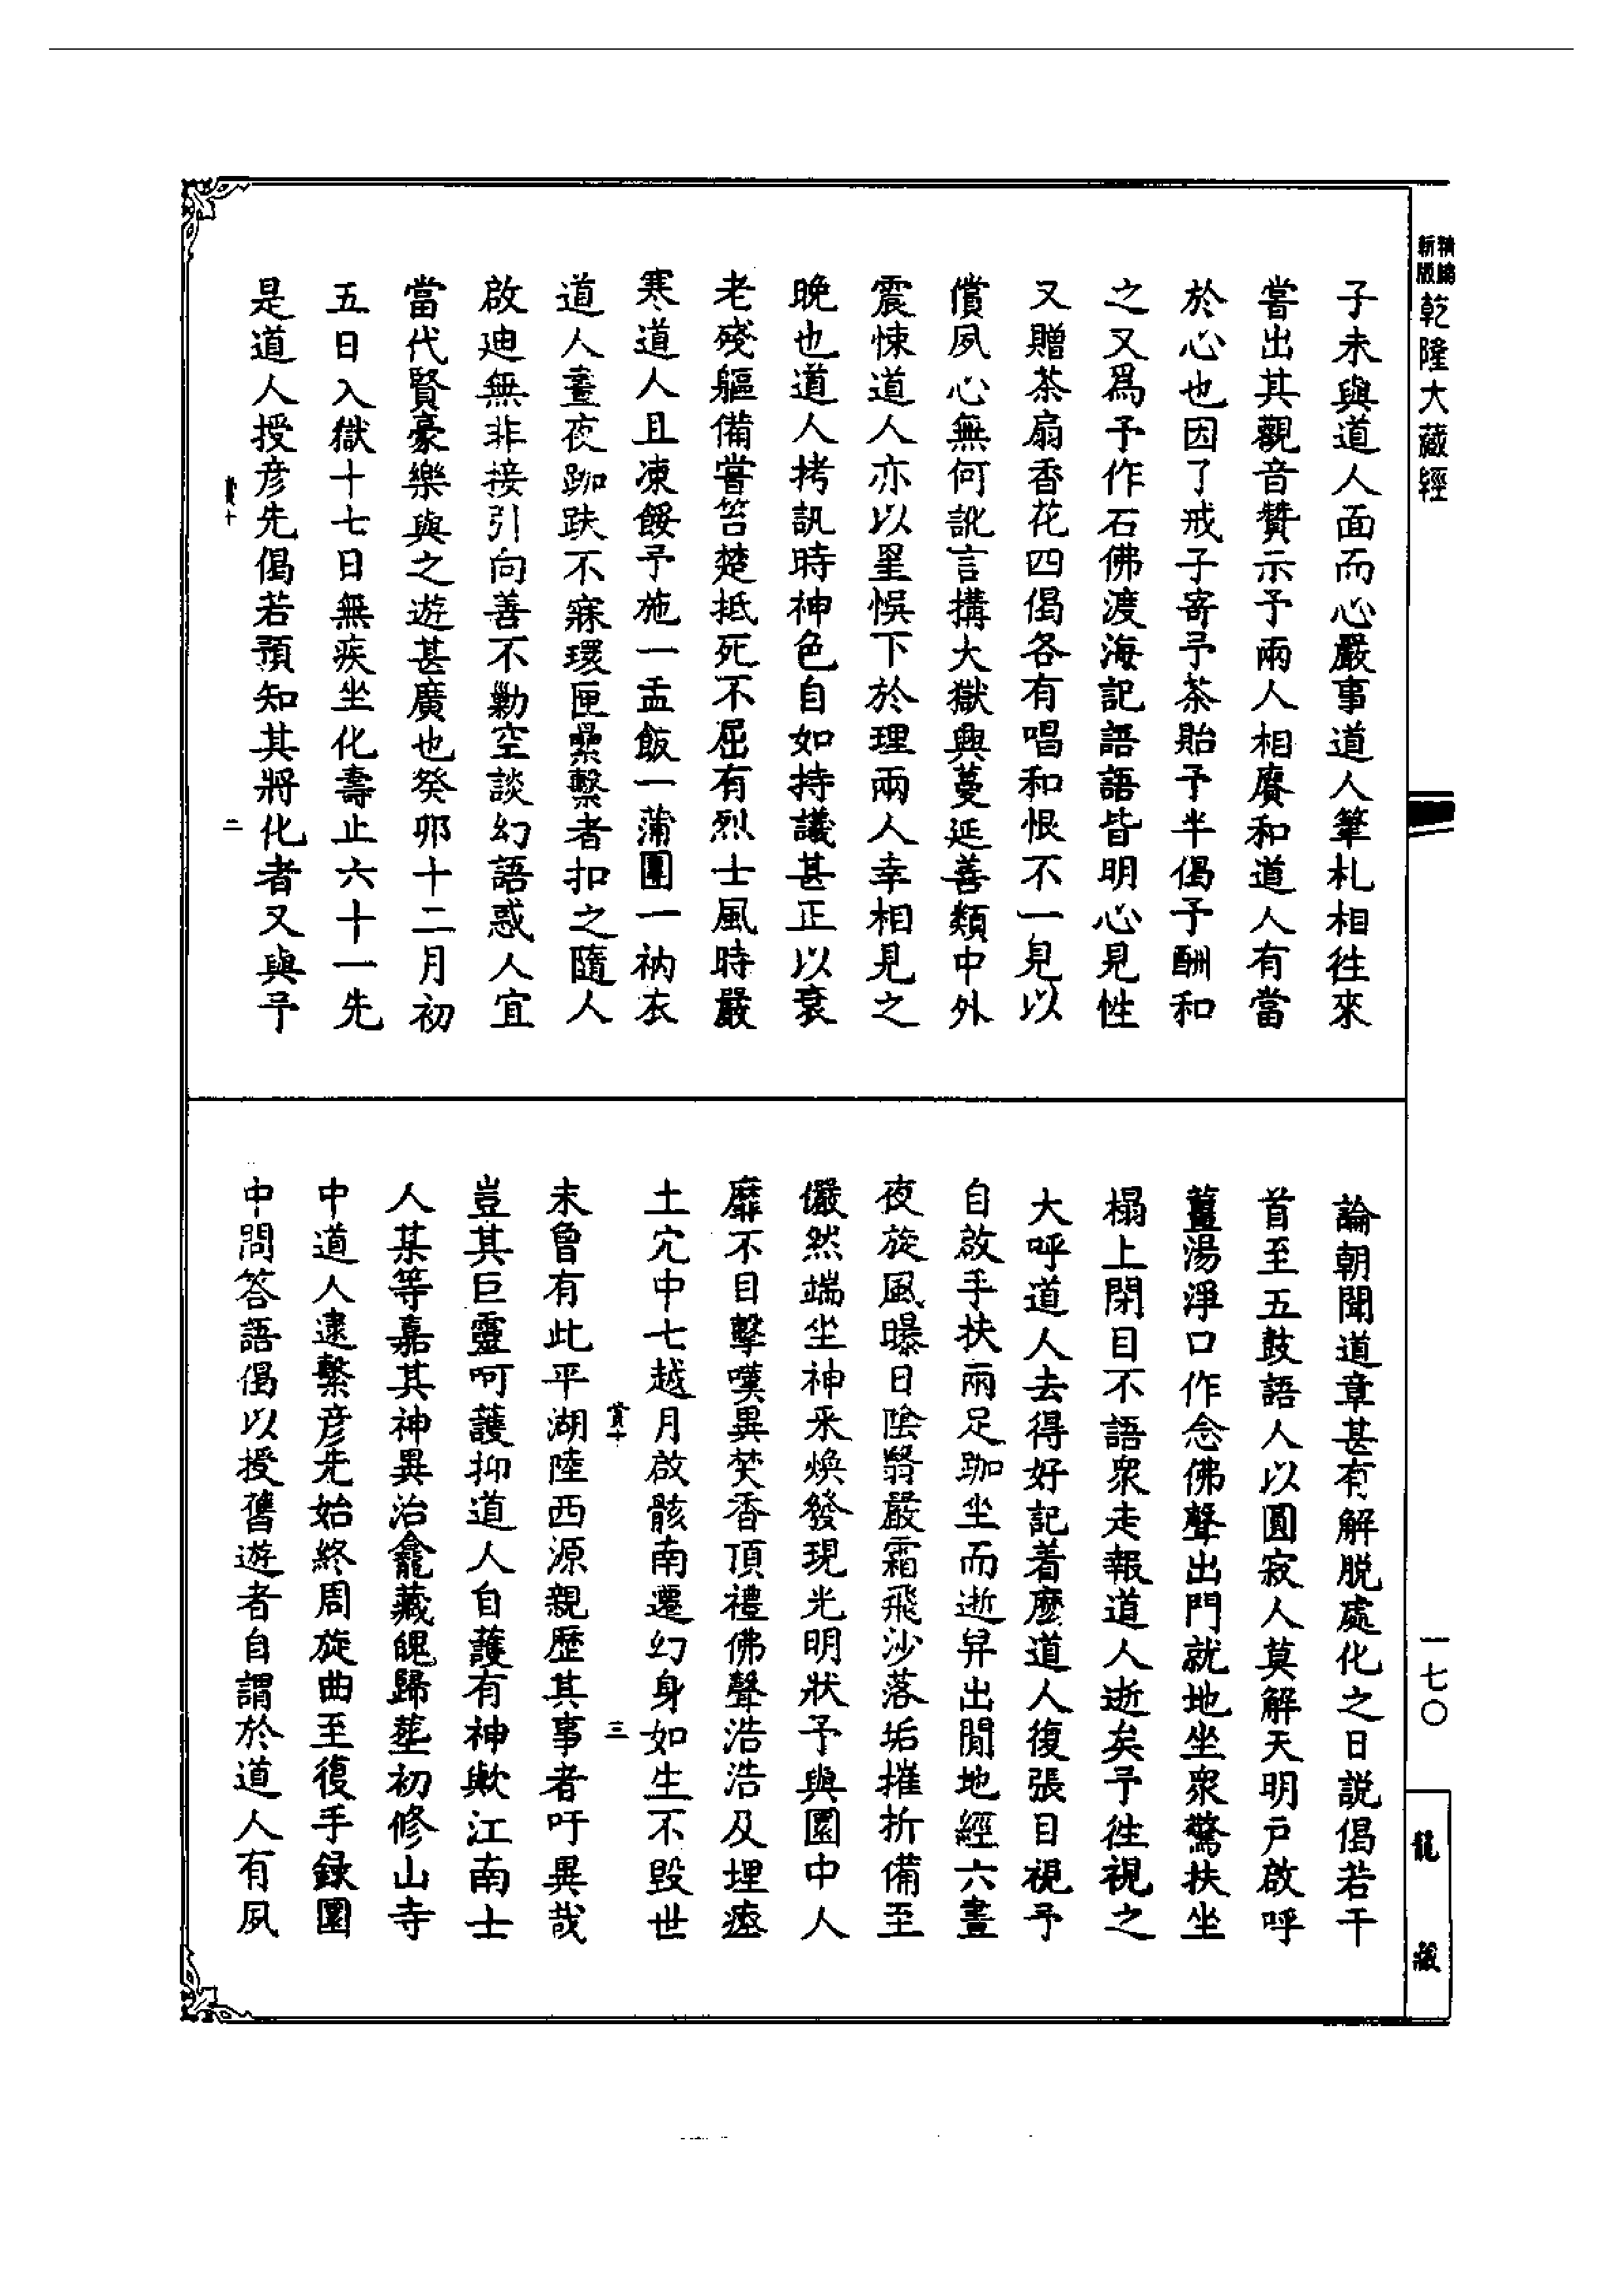 精編
新版
乾隆大藏經
子未與道人面而心嚴事道人筆札相徃來
嘗出其觀音贊示予兩人相賡和道人有當
於心也因了戒子寄予茶貽予半偈予酬和
之又爲予作石佛渡海記語語皆明心見性
又贈茶扇香花四偈各有唱和恨不一見以
償夙心無何訛言搆大獄興蔓延善類中外
震悚道人亦以星悞下於理兩人幸相見之
晚也道人拷訊時神色自如持議甚正以衰
老殘軀備嘗笞楚抵死不屈有烈士風時嚴
寒道人且凍餒予施一盂飯一蒲團一衲衣
道人晝夜跏趺不寐環匣纍繫者扣之隨人
啟迪無非接引向善不勦空談幻語惑人宜
當代賢豪樂與之遊甚廣也癸卯十二月初
五日入獄十七日無疾坐化壽止六十一先
是道人授彦先偈若預知其將化者又與予
賞十
二
論朝聞道章甚有解脱處化之日説偈若干
首至五鼓語人以圓寂人莫解天明戸啟呼
薑湯淨口作念佛聲出門就地坐衆驚扶坐
榻上閉目不語衆走報道人逝矣予徃視之
大呼道人去得好記着麽道人復張目視予
自啟手扶兩足跏坐而逝舁出閒地經六晝
夜旋風曝日陰翳嚴霜飛沙落垢摧折備至
儼然端坐神采煥發現光明狀予與園中人
靡不目擊嘆異焚香頂禮佛聲浩浩及埋瘞
土穴中七越月啟骸南還幻身如生不毀世
賞十
三
末曾有此平湖陸西源親歷其事者吁異哉
豈其巨靈呵護抑道人自護有神歟江南士
人某等嘉其神異治龕藏䰟歸塟初修山寺
中道人逮繫彦先始終周旋曲至復手録園
中問答語偈以授舊遊者自謂於道人有夙
一七〇
龍
藏